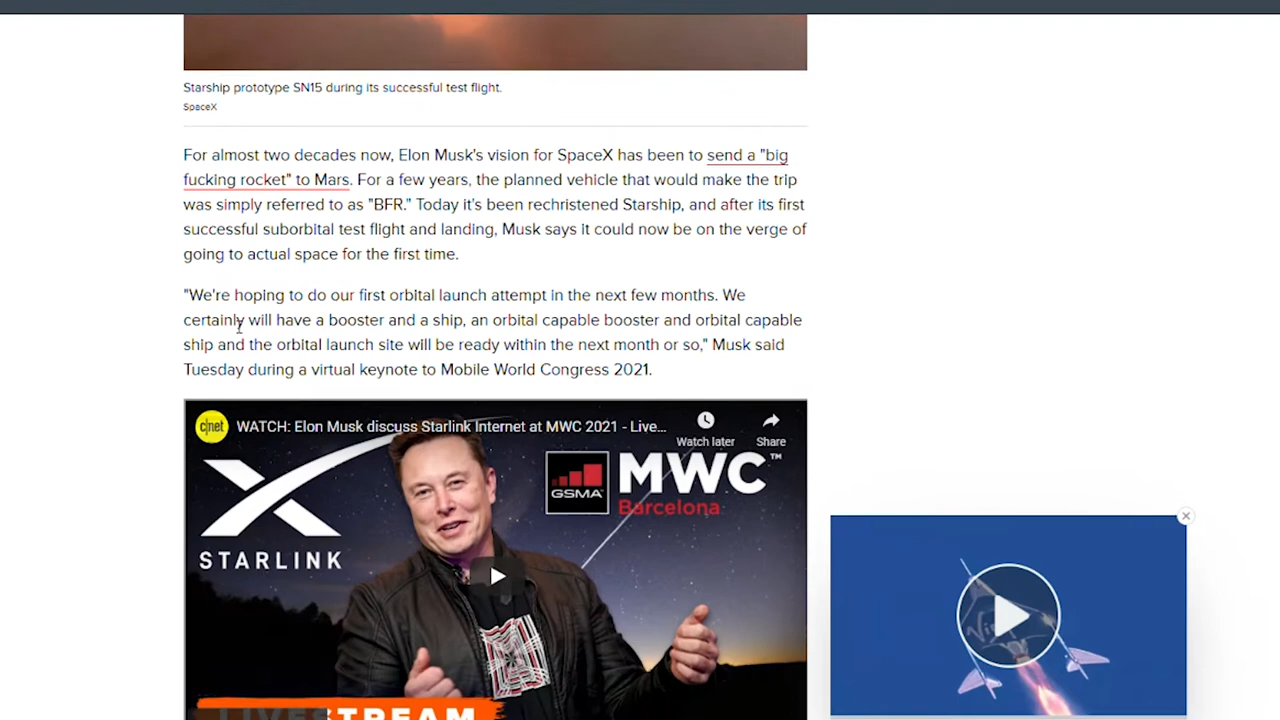 Starship prototype SN15 during its successful test flight.
SpaceX
For almost two decades now, Elon Musk's vision for SpaceX has been to send a "big
fucking rocket" to Mars. For a few years, the planned vehicle that would make the trip
was simply referred to as "BFR." Today it's been rechristened Starship, and after its first
successful suborbital test flight and landing, Musk says it could now be on the verge of
going to actual space for the first time.
"We're hoping to do our first orbital launch attempt in the next few months. We
certainly will have a booster and a ship, an orbital capable booster and orbital capable
ship and the orbital launch site will be ready within the next month or so," Musk said
Tuesday during a virtual keynote to Mobile World Congress 2021.
c|net WATCH: Elon Musk discuss Starlink Internet at MWC 2021 - Live...
Watch later Share
GSMA MWC™
Barcelona
STARLINK
LIVESTREAM